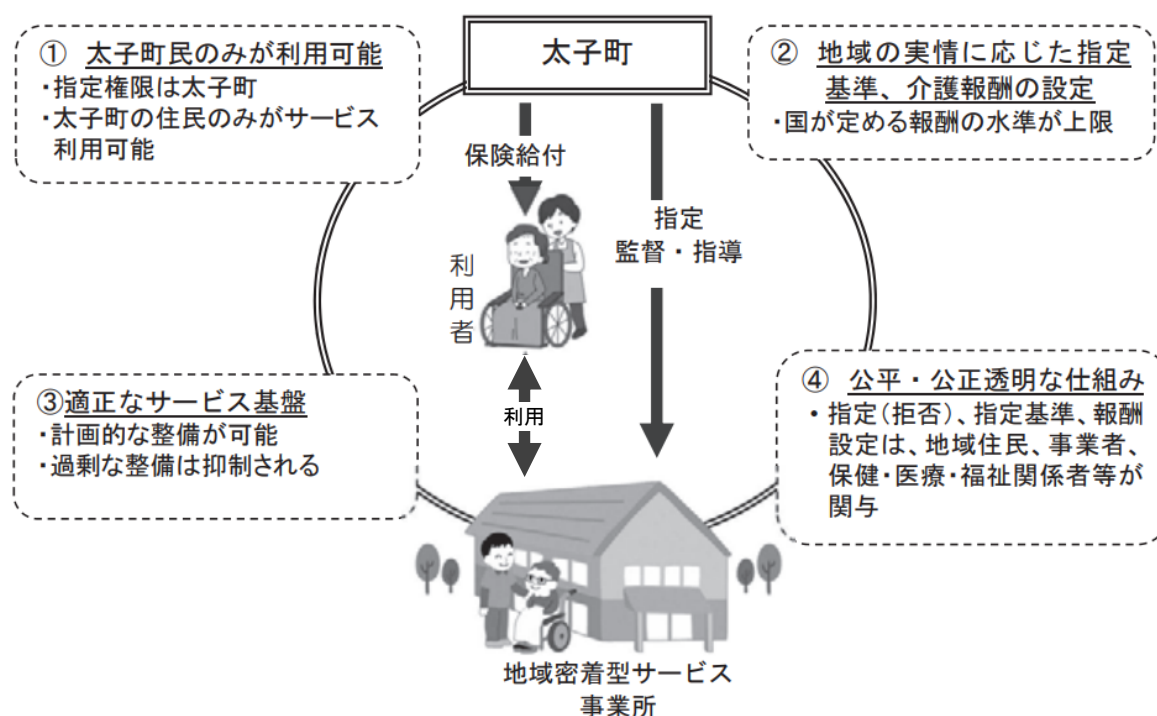 ① 太子町民のみが利用可能
・指定権限は太子町
・太子町の住民のみがサービス
利用可能
太子町
② 地域の実情に応じた指定
基準、介護報酬の設定
・国が定める報酬の水準が上限
保険給付
指定
監督・指導
利用者
利用
③適正なサービス基盤
・計画的な整備が可能
・過剰な整備は抑制される
④ 公平・公正透明な仕組み
・指定(拒否)、指定基準、報酬
設定は、地域住民、事業者、
保健・医療・福祉関係者等が
関与
地域密着型サービス
事業所